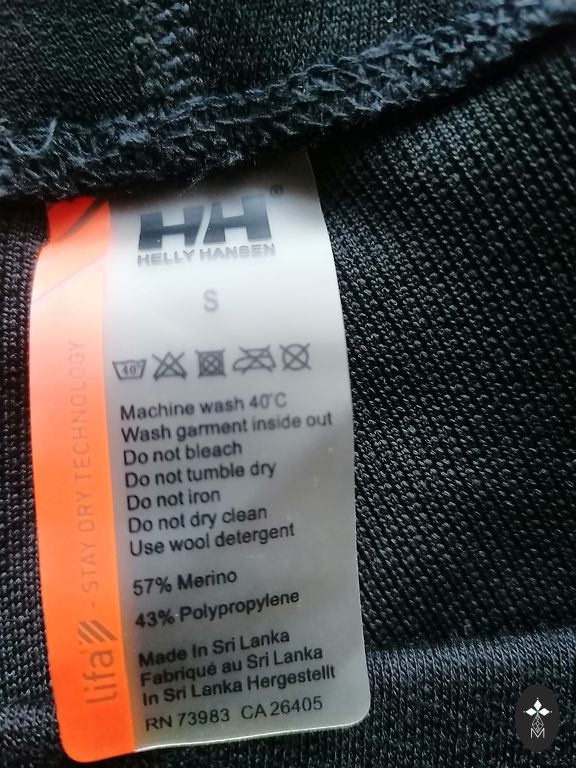 HH®
HELLY HANSEN
S
40°
Machine wash 40°C
Wash garment inside out
Do not bleach
Do not tumble dry
Do not iron
Do not dry clean
Use wool detergent
57% Merino
43% Polypropylene
Made In Sri Lanka
Fabriqué au Sri Lanka
In Sri Lanka Hergestellt
RN 73983 CA 26405
lifa - STAY DRY TECHNOLOGY
M